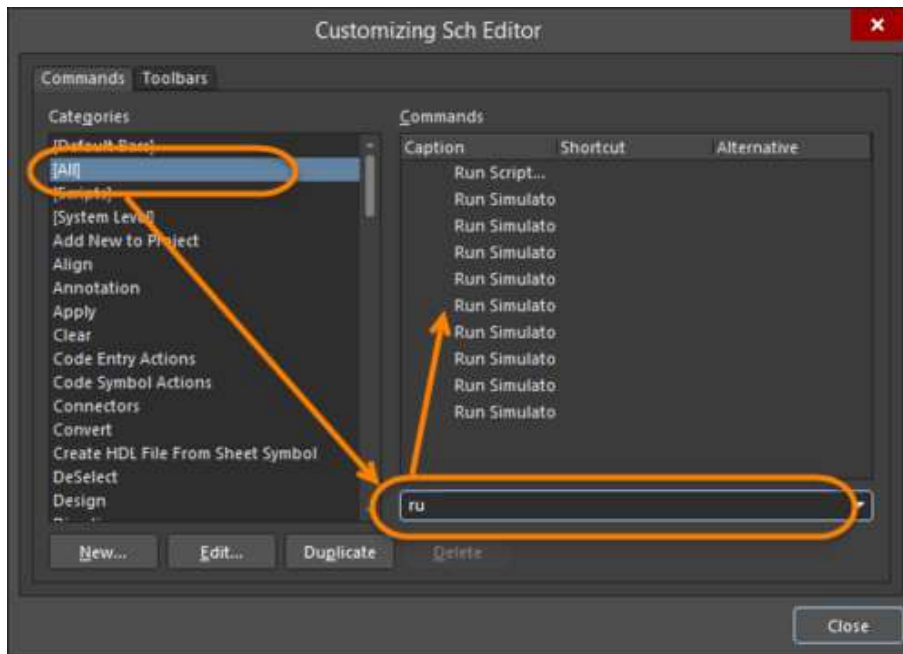 Customizing Sch Editor
Commands Toolbars
Categories
[Default Bars]
[All]
[Scripts]
[System Level]
Add New to Project
Align
Annotation
Apply
Clear
Code Entry Actions
Code Symbol Actions
Connectors
Convert
Create HDL File From Sheet Symbol
DeSelect
Design
New... Edit... Duplicate Delete
Commands
Caption Shortcut Alternative
Run Script...
Run Simulato
Run Simulato
Run Simulato
Run Simulato
Run Simulato
Run Simulato
Run Simulato
Run Simulato
Run Simulato
ru
Close